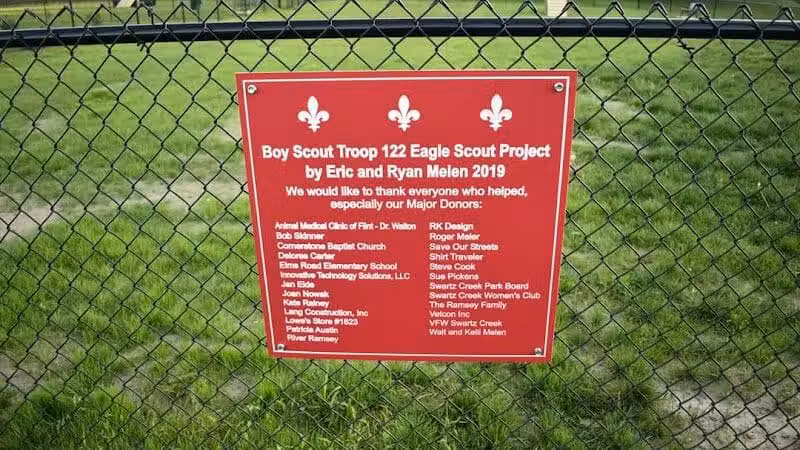 Boy Scout Troop 122 Eagle Scout Project
by Eric and Ryan Melen 2019
We would like to thank everyone who helped,
especially our Major Donors:
Animal Medical Clinic of Flint - Dr. Walton
Bob Skinner
Cornerstone Baptist Church
Delores Carter
Elms Road Elementary School
Innovative Technology Solutions, LLC
Jan Eide
Joan Nowak
Kate Rainey
Lang Construction, Inc
Lowe's Store #1823
Patricia Austin
River Ramsey
RK Design
Roger Meier
Save Our Streets
Shirt Traveler
Steve Cook
Sue Pickens
Swartz Creek Park Board
Swartz Creek Women's Club
The Ramsey Family
Vetcon Inc
VFW Swartz Creek
Walt and Kelli Melen